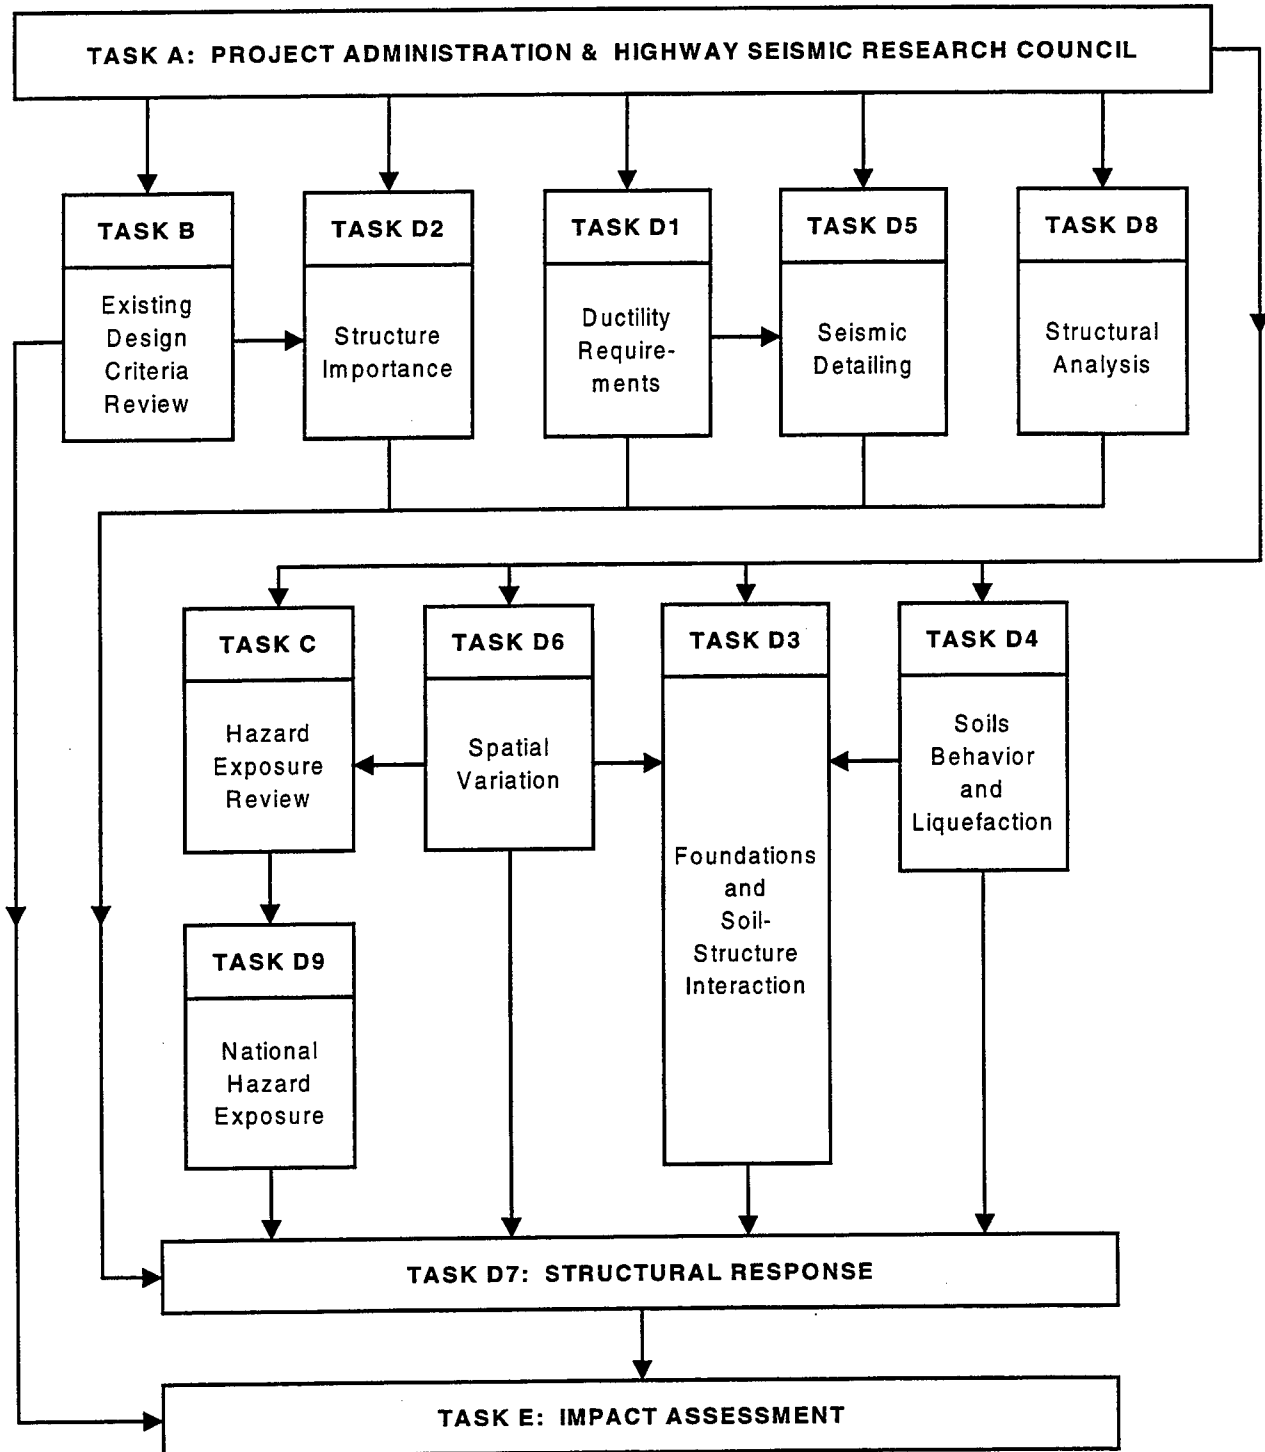 TASK A: PROJECT ADMINISTRATION & HIGHWAY SEISMIC RESEARCH COUNCIL
TASK B
Existing
Design
Criteria
Review
TASK D2
Structure
Importance
TASK D1
Ductility
Require-
ments
TASK D5
Seismic
Detailing
TASK D8
Structural
Analysis
TASK C
Hazard
Exposure
Review
TASK D6
Spatial
Variation
TASK D3
Foundations
and
Soil-
Structure
Interaction
TASK D4
Soils
Behavior
and
Liquefaction
TASK D9
National
Hazard
Exposure
TASK D7: STRUCTURAL RESPONSE
TASK E: IMPACT ASSESSMENT